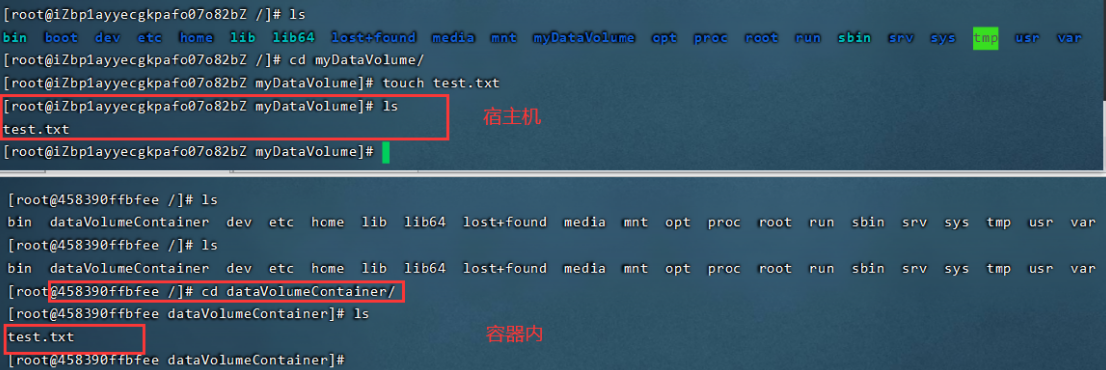 [root@iZbp1ayyecgkpafo07o82bZ /]# ls
bin boot dev etc home lib lib64 lost+found media mnt myDataVolume opt proc root run sbin srv sys tmp usr var
[root@iZbp1ayyecgkpafo07o82bZ /]# cd myDataVolume/
[root@iZbp1ayyecgkpafo07o82bZ myDataVolume]# touch test.txt
[root@iZbp1ayyecgkpafo07o82bZ myDataVolume]# ls
宿主机
test.txt
[root@iZbp1ayyecgkpafo07o82bZ myDataVolume]#
[root@458390ffbfee /]# ls
bin dataVolumeContainer dev etc home lib lib64 lost+found media mnt opt proc root run sbin srv sys tmp usr var
[root@458390ffbfee /]# ls
bin dataVolumeContainer dev etc home lib lib64 lost+found media mnt opt proc root run sbin srv sys tmp usr var
[root@458390ffbfee /]# cd dataVolumeContainer/
[root@458390ffbfee dataVolumeContainer]# ls
test.txt
容器内
[root@458390ffbfee dataVolumeContainer]#